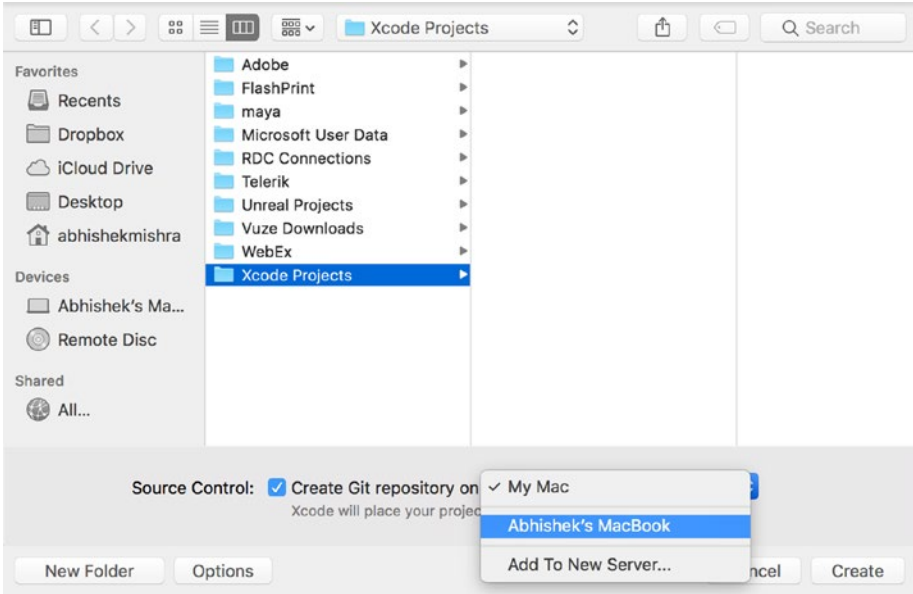 Xcode Projects
Search
Favorites
Recents
Dropbox
iCloud Drive
Desktop
abhishekmishra
Devices
Abhishek's Ma...
Remote Disc
Shared
All...
Adobe
FlashPrint
maya
Microsoft User Data
RDC Connections
Telerik
Unreal Projects
Vuze Downloads
WebEx
Xcode Projects
Source Control: Create Git repository on ✓ My Mac
Xcode will place your
Abhishek's MacBook
Add To New Server...
New Folder Options Create